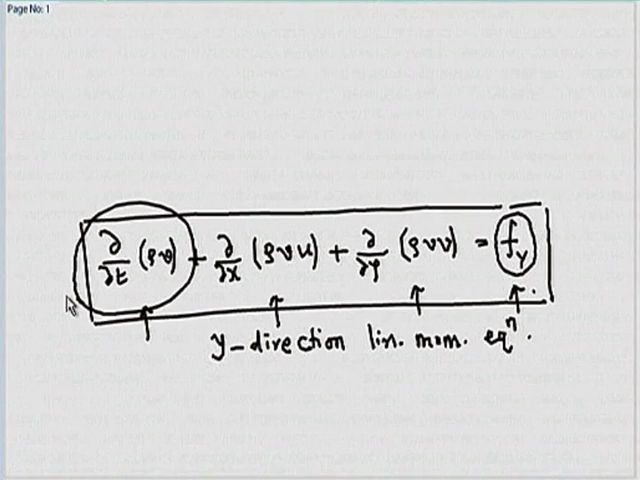 Page No: 1
∂/∂t (ρv) + ∂/∂x (ρvu) + ∂/∂y (ρvv) = f_y .
y-direction lin. mom. eqⁿ.